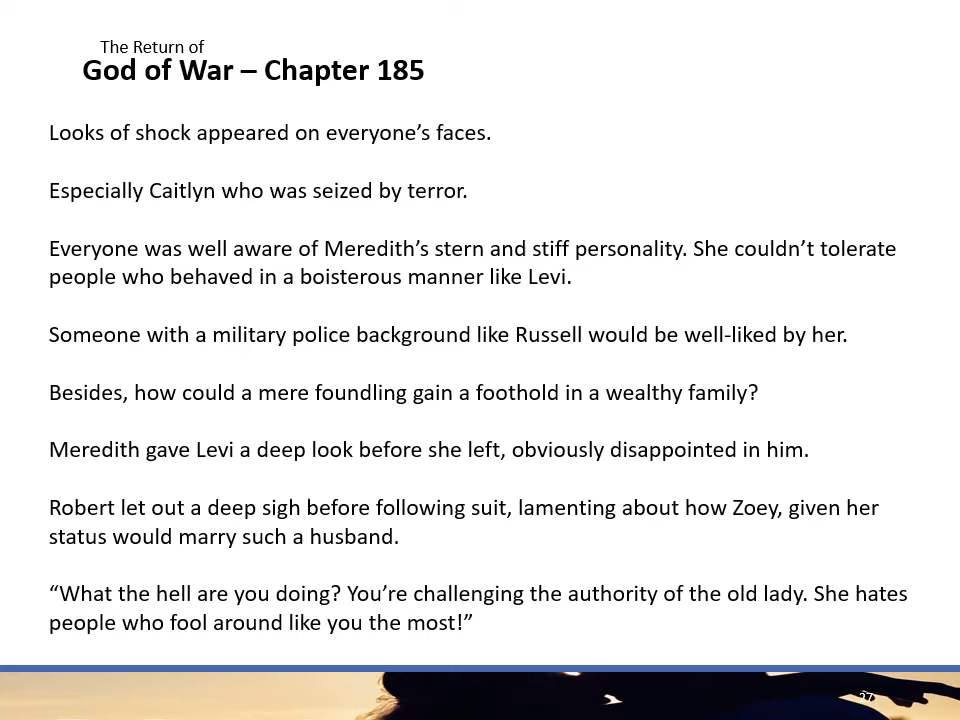 The Return of
God of War – Chapter 185
Looks of shock appeared on everyone’s faces.
Especially Caitlyn who was seized by terror.
Everyone was well aware of Meredith’s stern and stiff personality. She couldn’t tolerate
people who behaved in a boisterous manner like Levi.
Someone with a military police background like Russell would be well-liked by her.
Besides, how could a mere foundling gain a foothold in a wealthy family?
Meredith gave Levi a deep look before she left, obviously disappointed in him.
Robert let out a deep sigh before following suit, lamenting about how Zoey, given her
status would marry such a husband.
“What the hell are you doing? You’re challenging the authority of the old lady. She hates
people who fool around like you the most!”
27